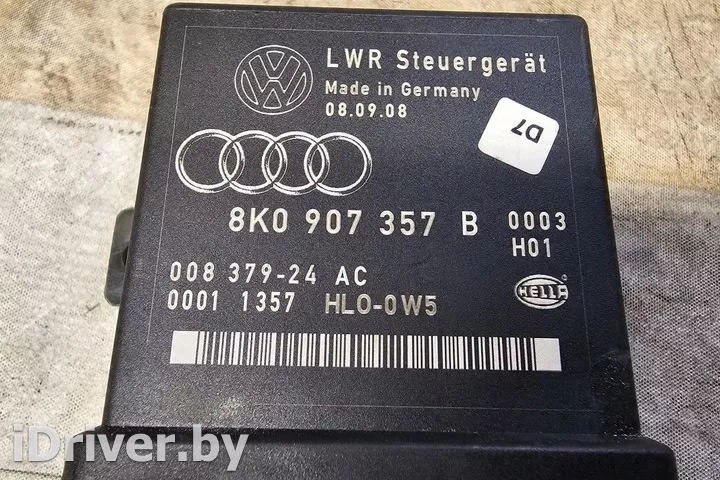 LWR Steuergerät
Made in Germany
08.09.08
D7
8K0 907 357 B 0003
H01
008 379-24 AC
0001 1357 HLO-0W5
HELLA
iDriver.by